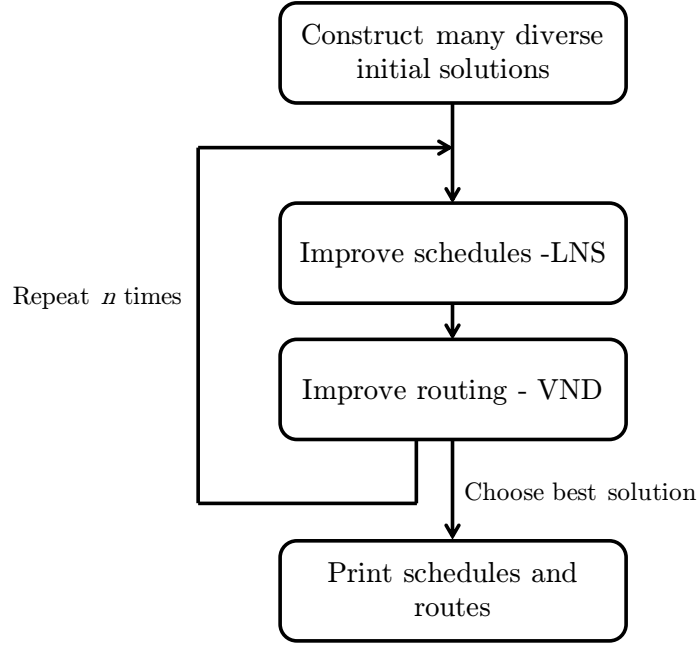 Construct many diverse
initial solutions
Improve schedules -LNS
Repeat n times
Improve routing - VND
Choose best solution
Print schedules and
routes